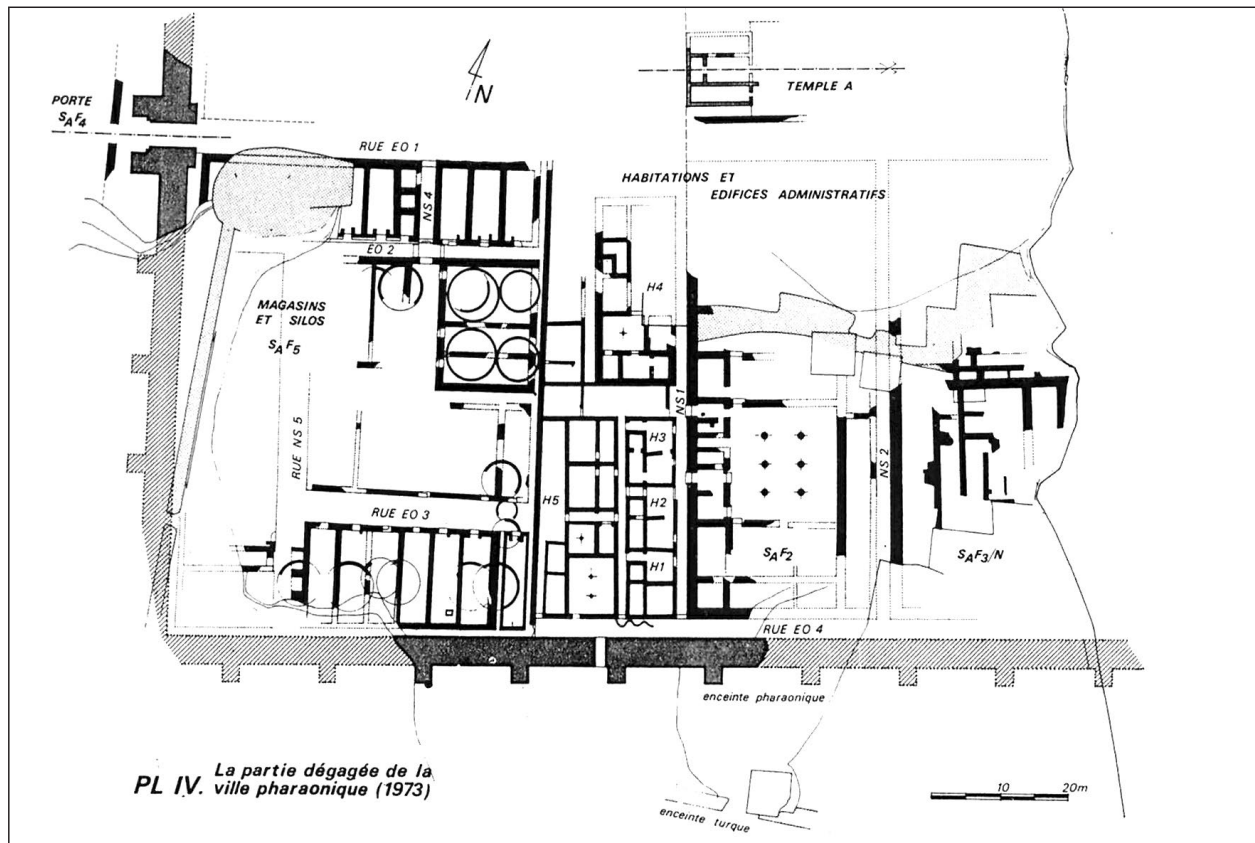 N
PORTE
SAF4
TEMPLE A
RUE EO 1
HABITATIONS ET
EDIFICES ADMINISTRATIFS
NS 4
EO 2
H4
MAGASINS
ET SILOS
SAF5
NS1
RUE NS 5
H3
NS 2
H5
H2
RUE EO 3
SAF2
SAF3/N
H1
RUE EO 4
enceinte pharaonique
PL IV. La partie dégagée de la
ville pharaonique (1973)
10 20m
enceinte turque